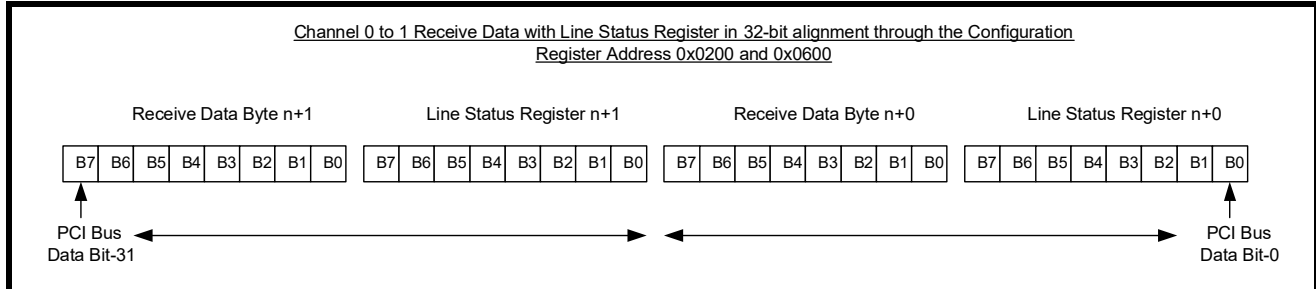 Channel 0 to 1 Receive Data with Line Status Register in 32-bit alignment through the Configuration
Register Address 0x0200 and 0x0600
Receive Data Byte n+1 Line Status Register n+1 Receive Data Byte n+0 Line Status Register n+0
B7 B6 B5 B4 B3 B2 B1 B0 B7 B6 B5 B4 B3 B2 B1 B0 B7 B6 B5 B4 B3 B2 B1 B0 B7 B6 B5 B4 B3 B2 B1 B0
PCI Bus
Data Bit-31
PCI Bus
Data Bit-0